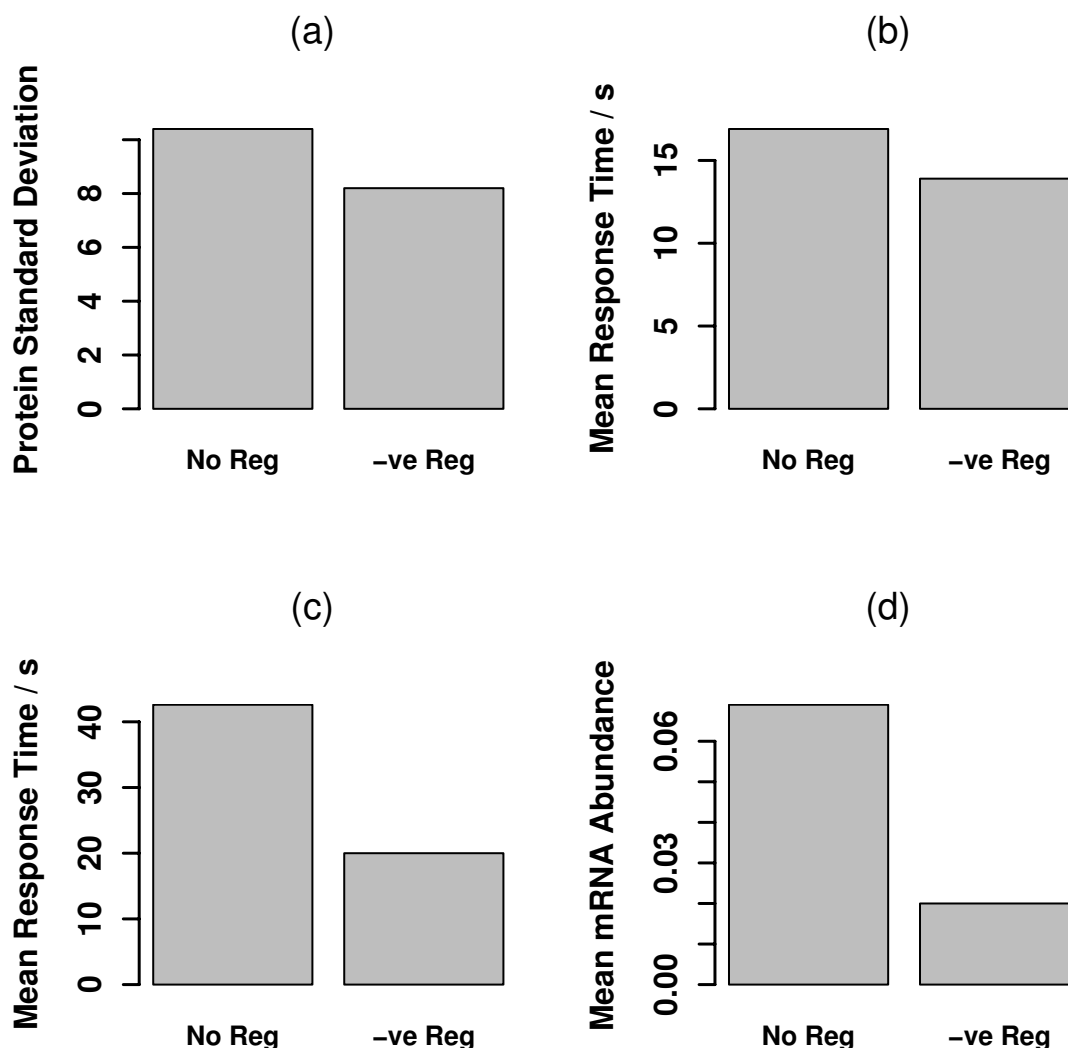 (a)
Protein Standard Deviation
8
6
4
2
0
No Reg
−ve Reg
(b)
Mean Response Time / s
15
10
5
0
No Reg
−ve Reg
(c)
Mean Response Time / s
40
30
20
10
0
No Reg
−ve Reg
(d)
Mean mRNA Abundance
0.06
0.03
0.00
No Reg
−ve Reg